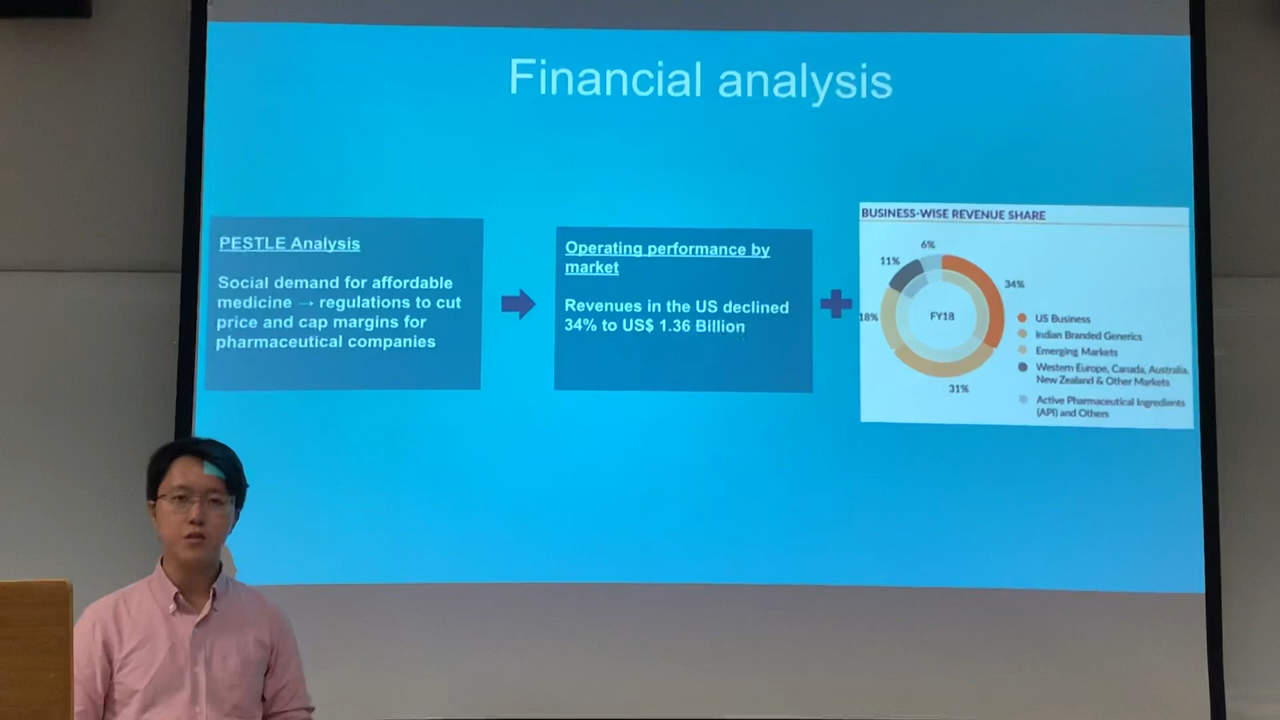 Financial analysis
PESTLE Analysis
Social demand for affordable
medicine → regulations to cut
price and cap margins for
pharmaceutical companies
Operating performance by
market
Revenues in the US declined
34% to US$ 1.36 Billion
BUSINESS-WISE REVENUE SHARE
6%
11%
34%
18%
FY18
31%
US Business
Indian Branded Generics
Emerging Markets
Western Europe, Canada, Australia,
New Zealand & Other Markets
Active Pharmaceutical Ingredients
(API) and Others